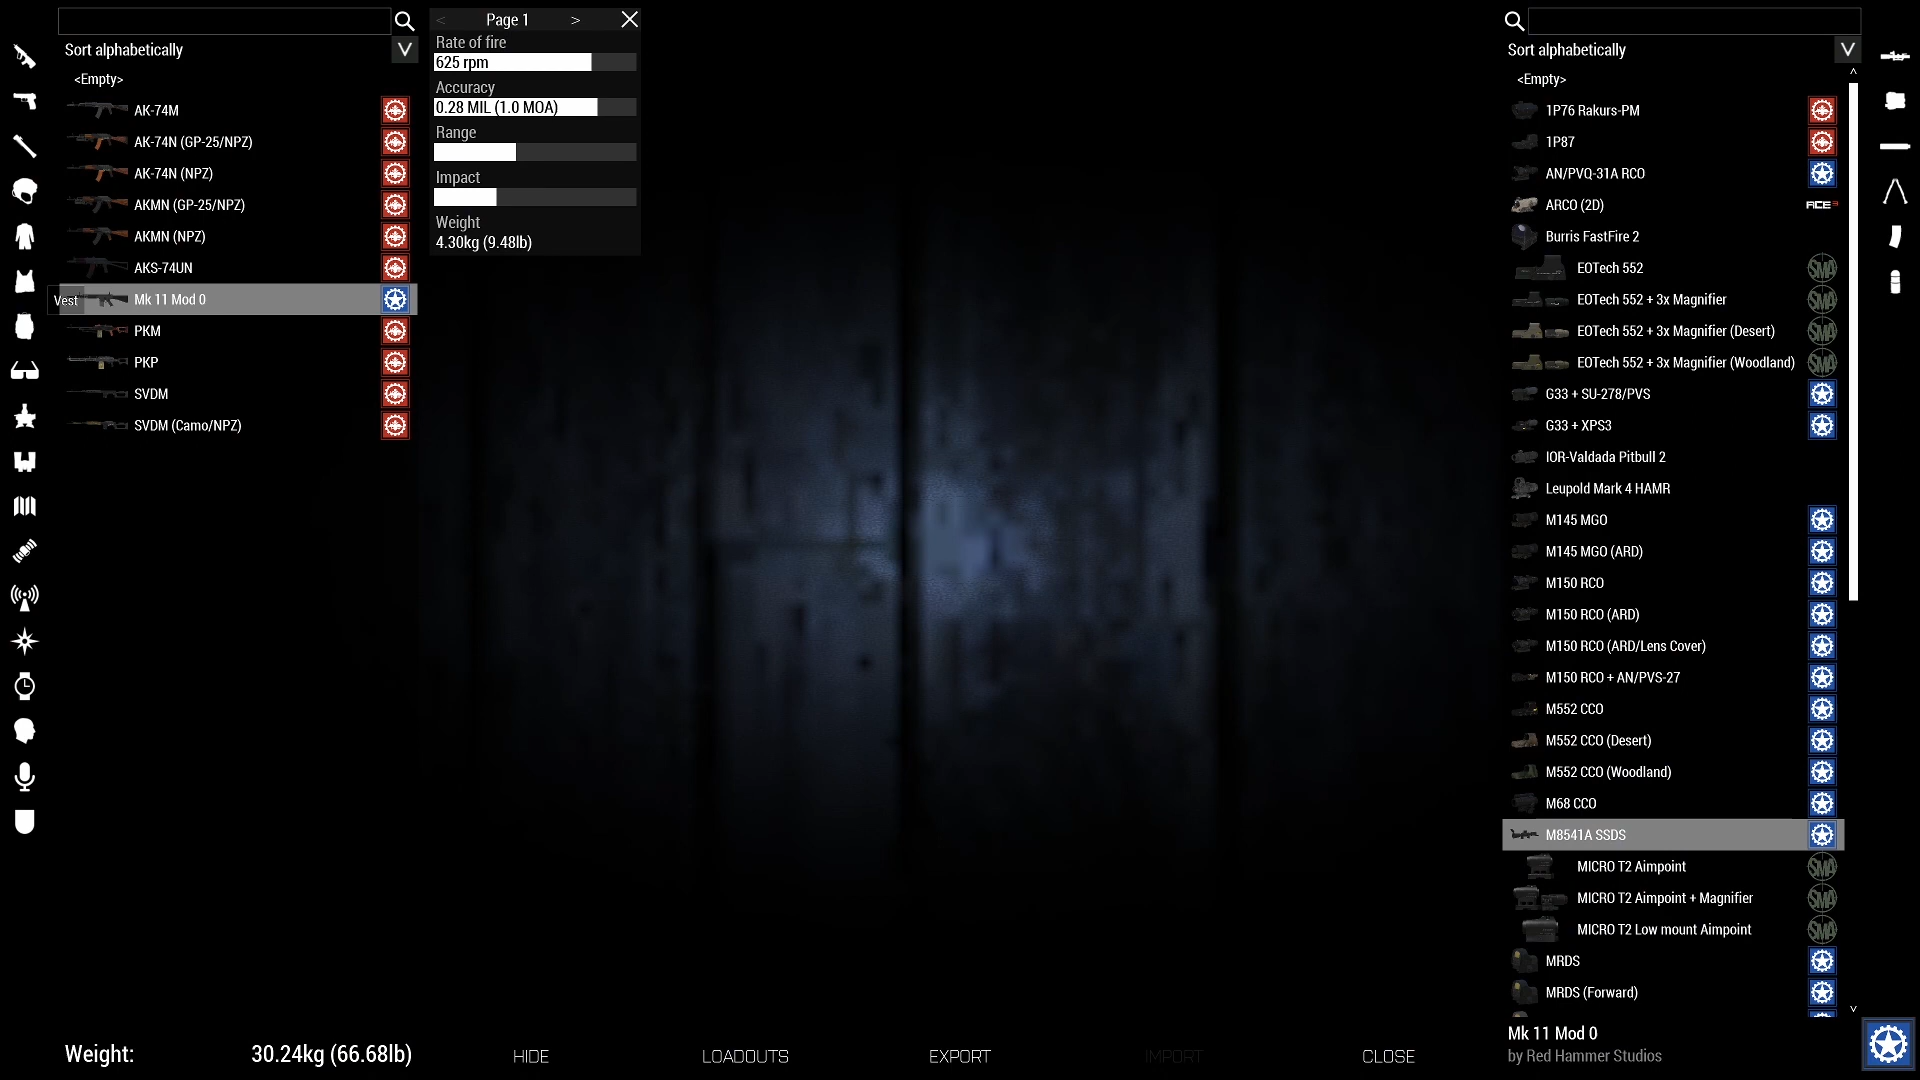 Sort alphabetically
V
<Empty>
AK-74M
AK-74N (GP-25/NPZ)
AK-74N (NPZ)
AKMN (GP-25/NPZ)
AKMN (NPZ)
AKS-74UN
Vest
Mk 11 Mod 0
PKM
PKP
SVDM
SVDM (Camo/NPZ)
< Page 1 >
Rate of fire
625 rpm
Accuracy
0.28 MIL (1.0 MOA)
Range
Impact
Weight
4.30kg (9.48lb)
Sort alphabetically
V
<Empty>
1P76 Rakurs-PM
1P87
AN/PVQ-31A RCO
ARCO (2D)
ACE3
Burris FastFire 2
EOTech 552
SMA
EOTech 552 + 3x Magnifier
SMA
EOTech 552 + 3x Magnifier (Desert)
SMA
EOTech 552 + 3x Magnifier (Woodland)
SMA
G33 + SU-278/PVS
G33 + XPS3
IOR-Valdada Pitbull 2
Leupold Mark 4 HAMR
M145 MGO
M145 MGO (ARD)
M150 RCO
M150 RCO (ARD)
M150 RCO (ARD/Lens Cover)
M150 RCO + AN/PVS-27
M552 CCO
M552 CCO (Desert)
M552 CCO (Woodland)
M68 CCO
M8541A SSDS
MICRO T2 Aimpoint
SMA
MICRO T2 Aimpoint + Magnifier
SMA
MICRO T2 Low mount Aimpoint
SMA
MRDS
MRDS (Forward)
Weight: 30.24kg (66.68lb)
HIDE
LOADOUTS
EXPORT
IMPORT
CLOSE
Mk 11 Mod 0
by Red Hammer Studios